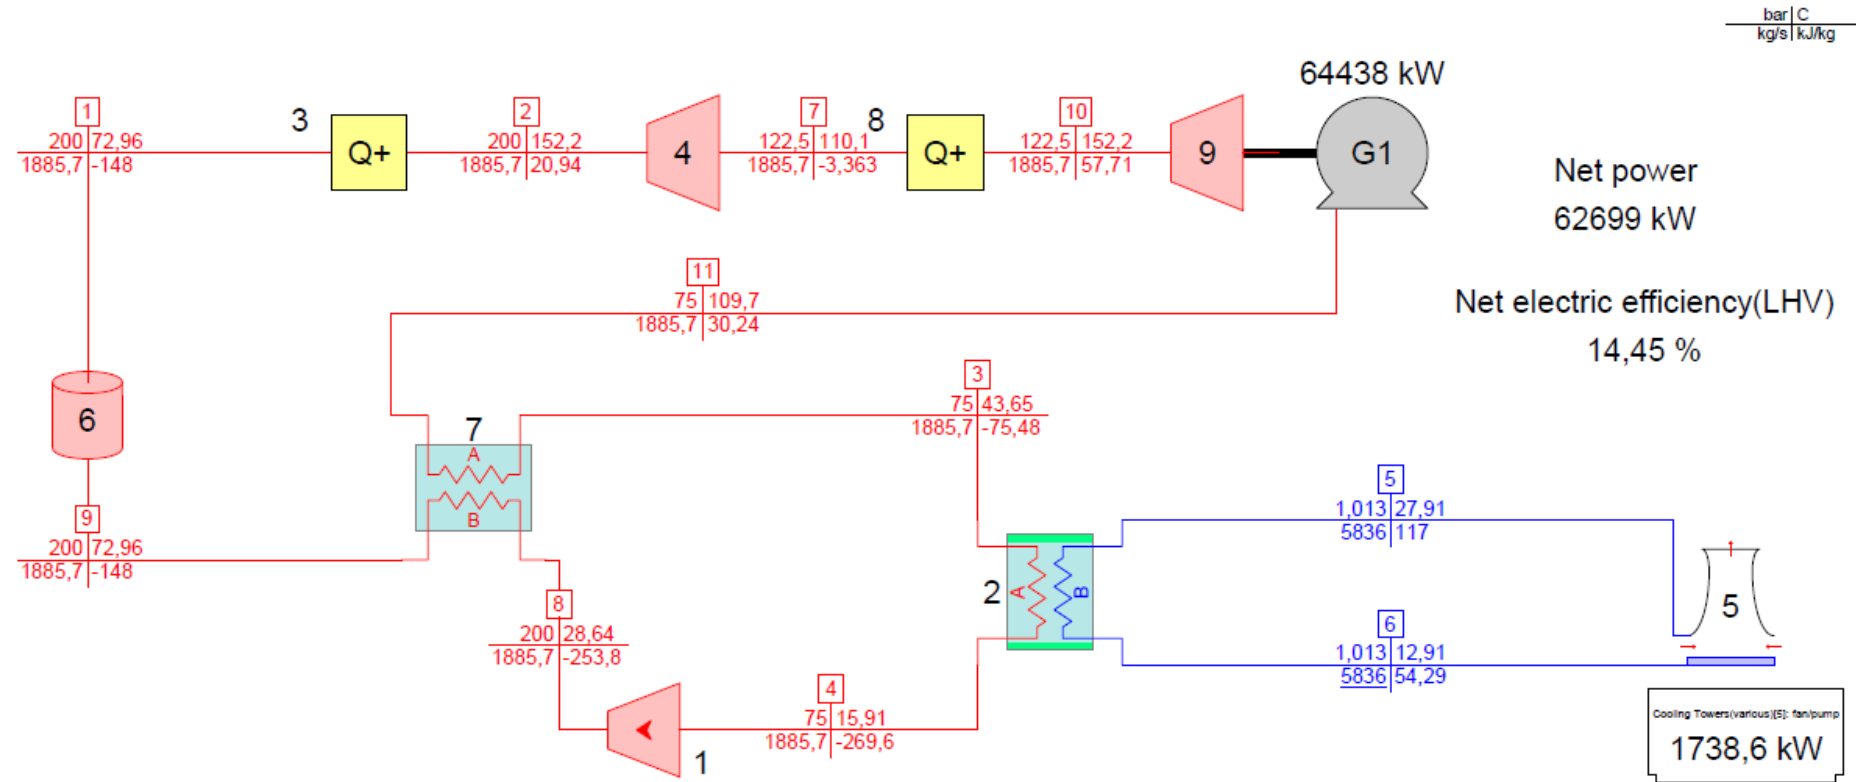 bar C
kg/s kJ/kg
64438 kW
1
3
2
7
8
10
200 72,96
1885,7 -148
Q+
200 152,2
1885,7 20,94
4
122,5 110,1
1885,7 -3,363
Q+
122,5 152,2
1885,7 57,71
9
G1
Net power
62699 kW
11
75 109,7
1885,7 30,24
Net electric efficiency(LHV)
14,45 %
6
3
75 43,65
1885,7 -75,48
7
A
B
9
200 72,96
1885,7 -148
5
1,013 27,91
5836 117
2
A
B
5
8
200 28,64
1885,7 -253,8
6
1,013 12,91
5836 54,29
4
75 15,91
1885,7 -269,6
1
Cooling Towers(various)[5]: fan/pump
1738,6 kW